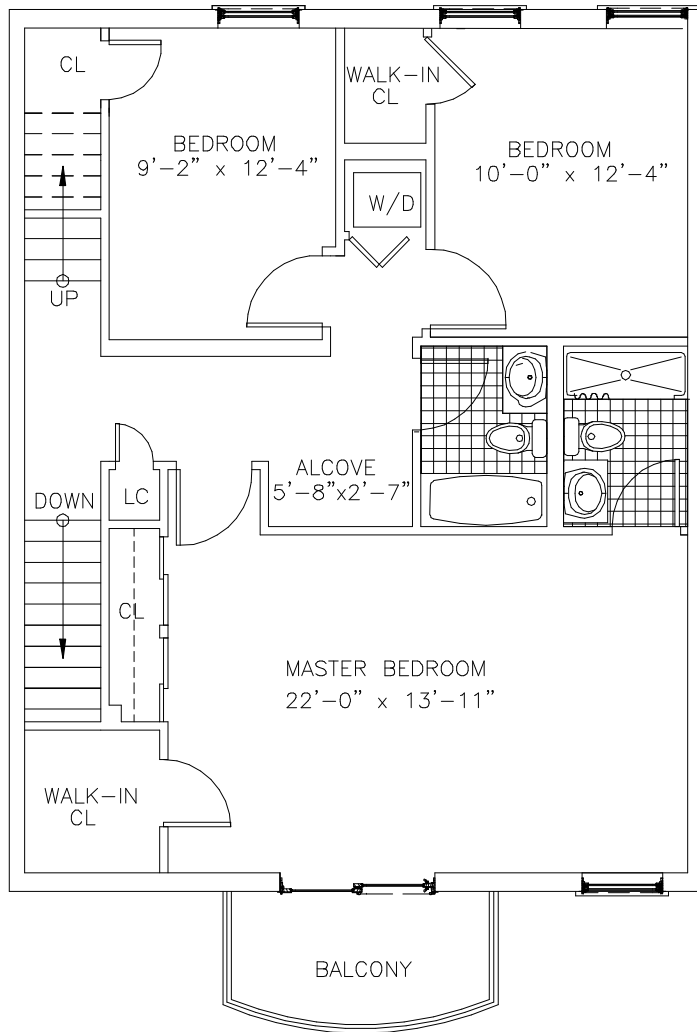 CL
WALK-IN
CL
BEDROOM
9'-2" x 12'-4"
BEDROOM
10'-0" x 12'-4"
W/D
UP
ALCOVE
5'-8"x2'-7"
DOWN
LC
CL
MASTER BEDROOM
22'-0" x 13'-11"
WALK-IN
CL
BALCONY